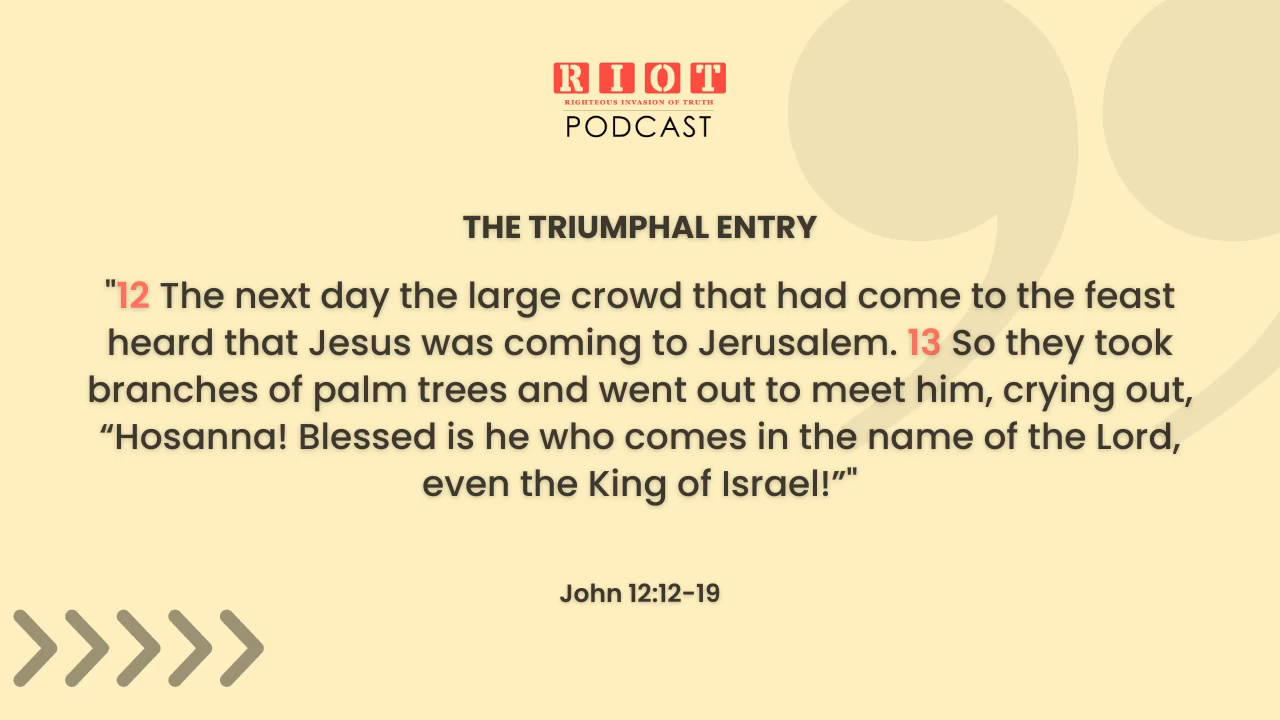 RIOT
RIGHTEOUS INVASION OF TRUTH
PODCAST
THE TRIUMPHAL ENTRY
"12 The next day the large crowd that had come to the feast
heard that Jesus was coming to Jerusalem. 13 So they took
branches of palm trees and went out to meet him, crying out,
“Hosanna! Blessed is he who comes in the name of the Lord,
even the King of Israel!”"
John 12:12-19